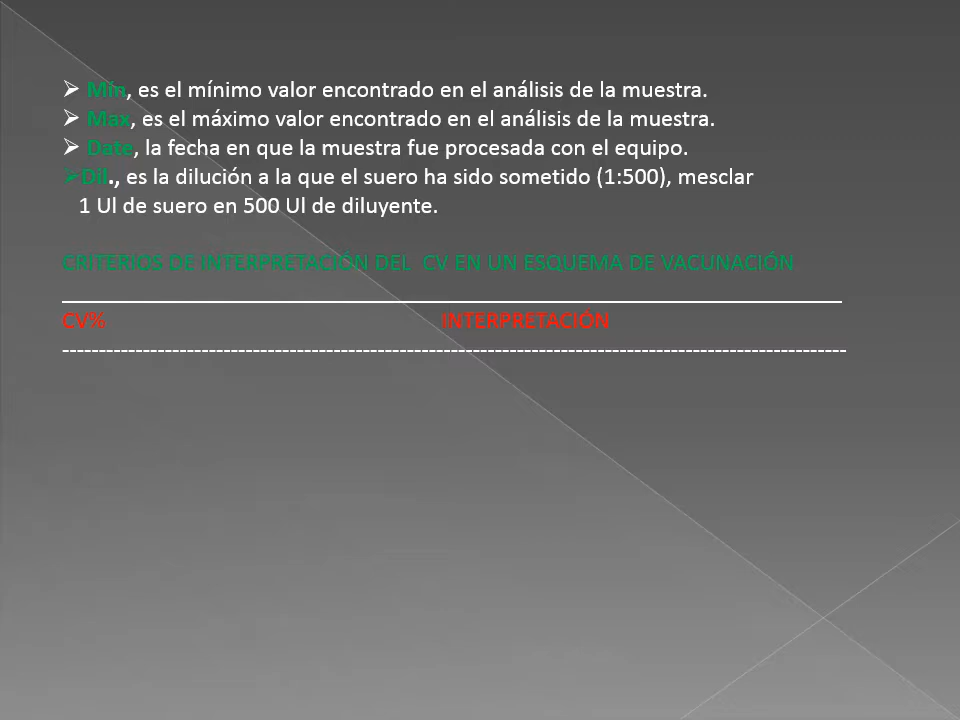 ➢ Mín, es el mínimo valor encontrado en el análisis de la muestra.
➢ Max, es el máximo valor encontrado en el análisis de la muestra.
➢ Date, la fecha en que la muestra fue procesada con el equipo.
➢Dil., es la dilución a la que el suero ha sido sometido (1:500), mesclar
1 Ul de suero en 500 Ul de diluyente.
CRITERIOS DE INTERPRETACIÓN DEL CV EN UN ESQUEMA DE VACUNACIÓN.
CV% INTERPRETACIÓN